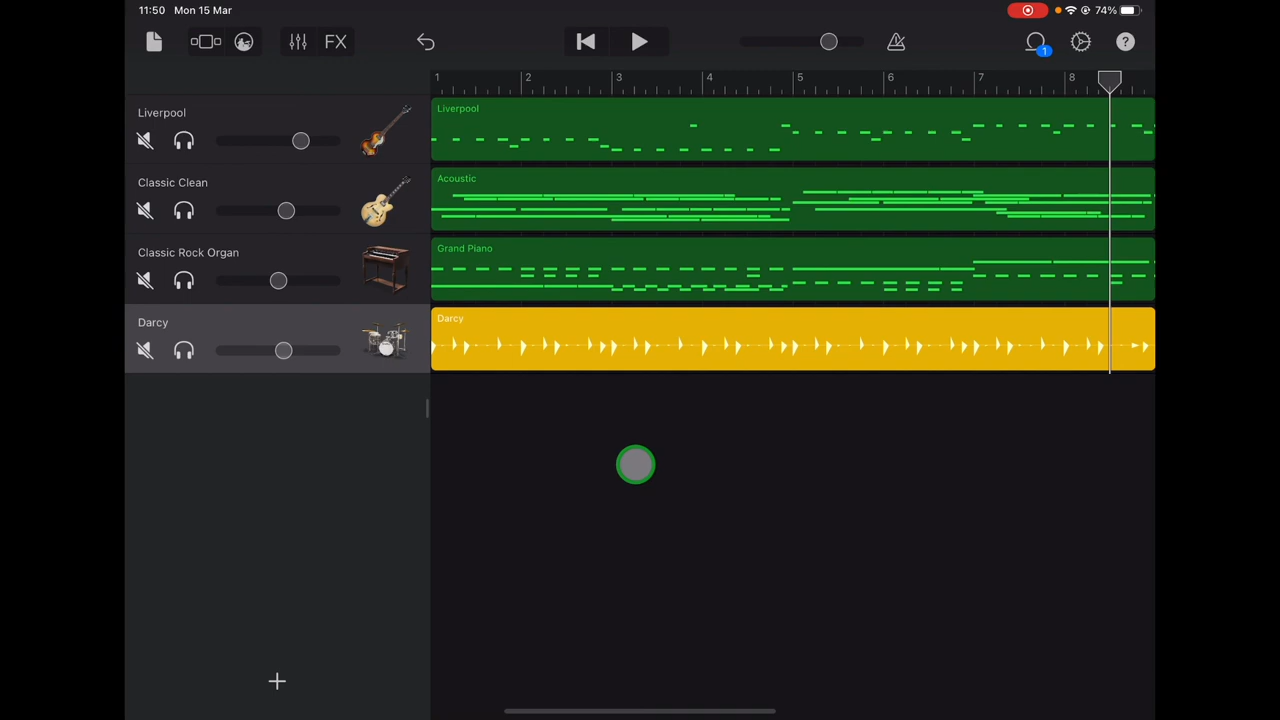 11:50 Mon 15 Mar 74%
FX 1 ?
1 2 3 4 5 6 7 8
Liverpool Liverpool
Classic Clean Acoustic
Classic Rock Organ Grand Piano
Darcy Darcy